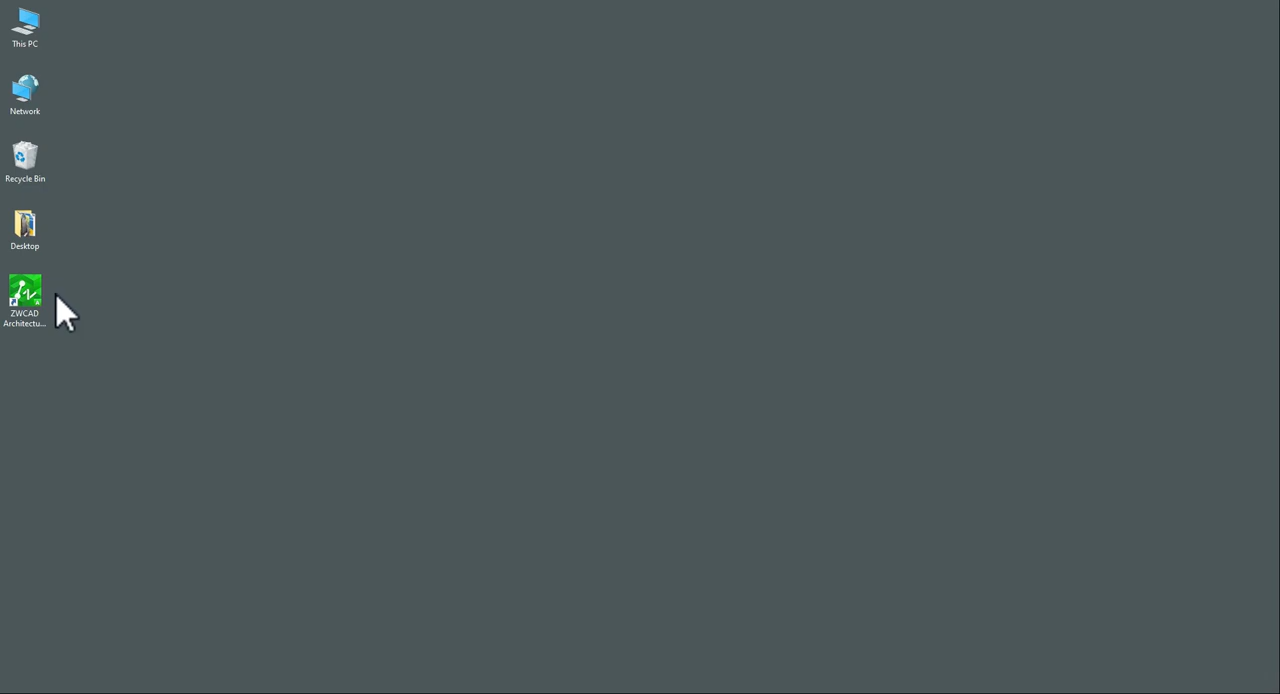 This PC
Network
Recycle Bin
Desktop
ZWCAD
Architectu...